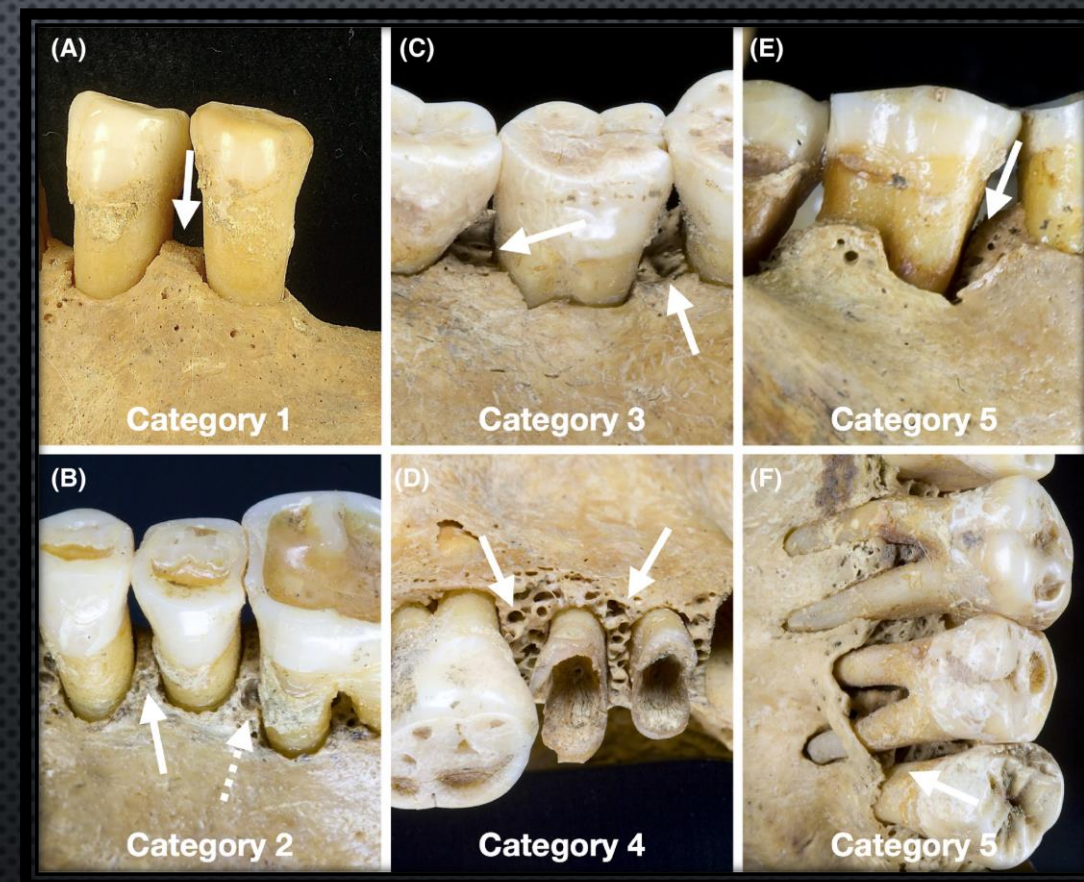 (A)
Category 1
(B)
Category 2
(C)
Category 3
(D)
Category 4
(E)
Category 5
(F)
Category 5